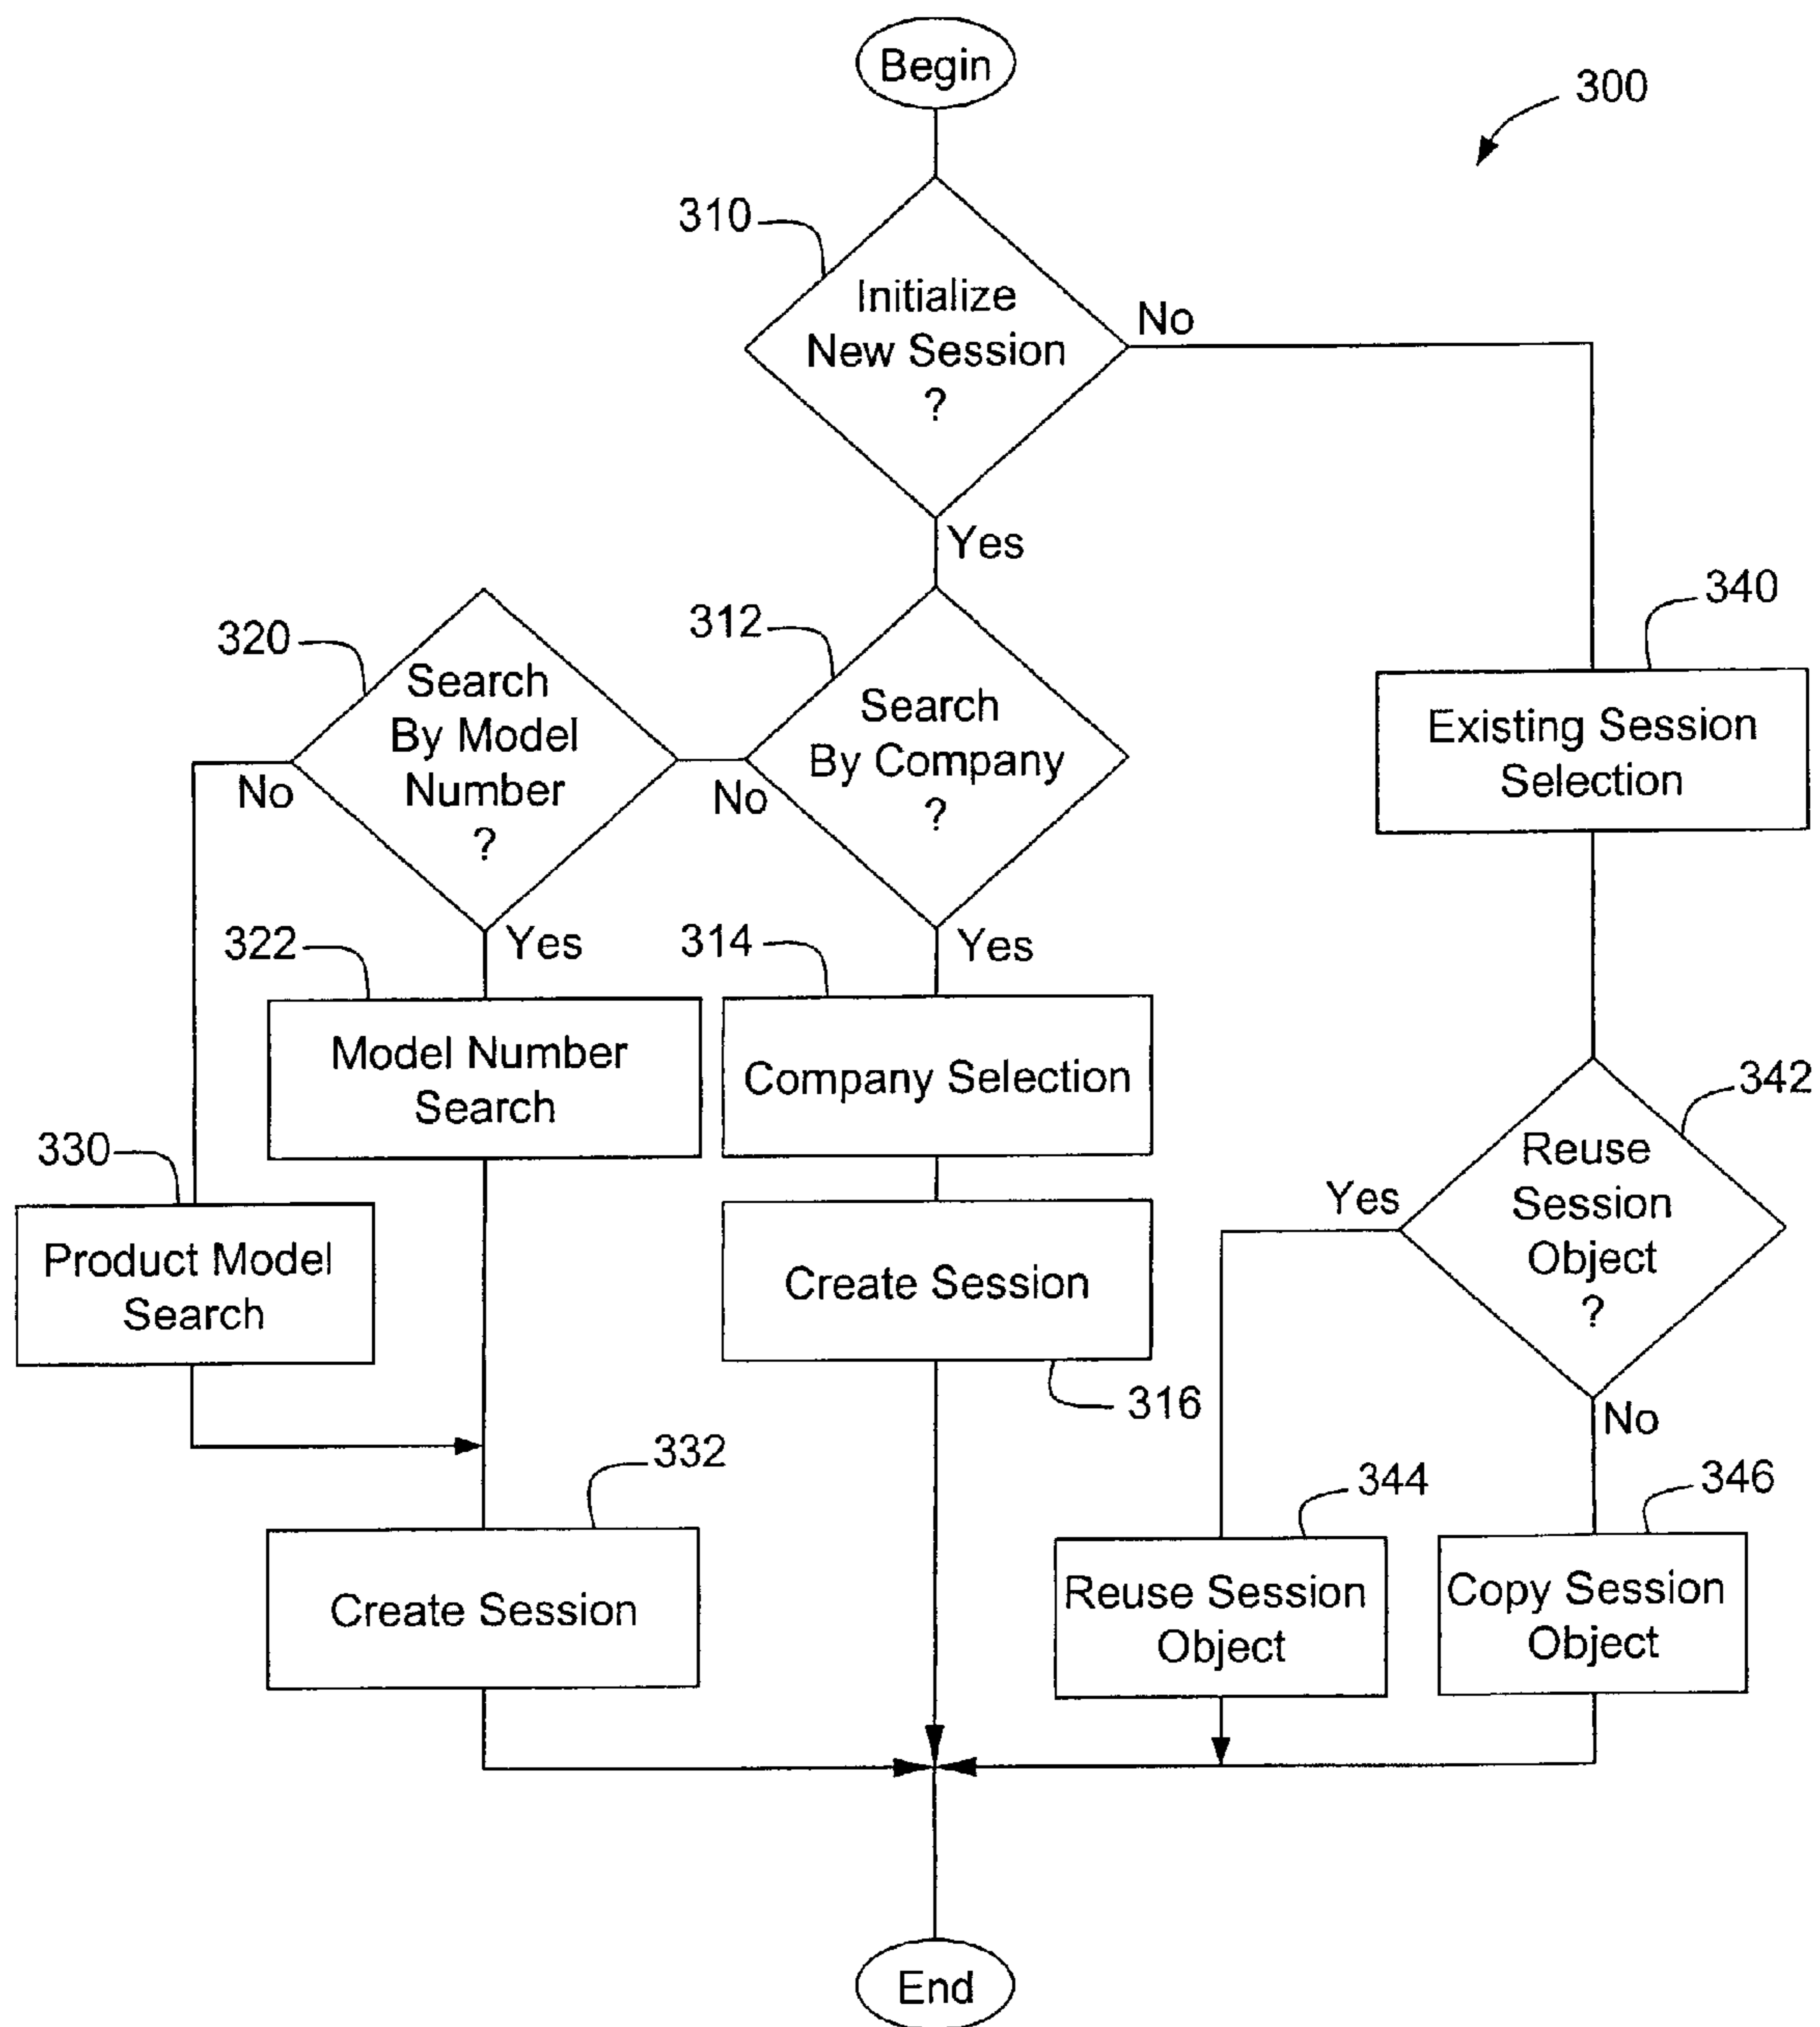 Begin
300
310
Initialize
New Session
?
No
Yes
320
Search
By Model
Number
?
No
Yes
312
Search
By Company
?
No
Yes
340
Existing Session
Selection
322
Model Number
Search
314
Company Selection
330
Product Model
Search
Create Session
316
342
Reuse
Session
Object
?
Yes
No
332
Create Session
344
Reuse Session
Object
346
Copy Session
Object
End